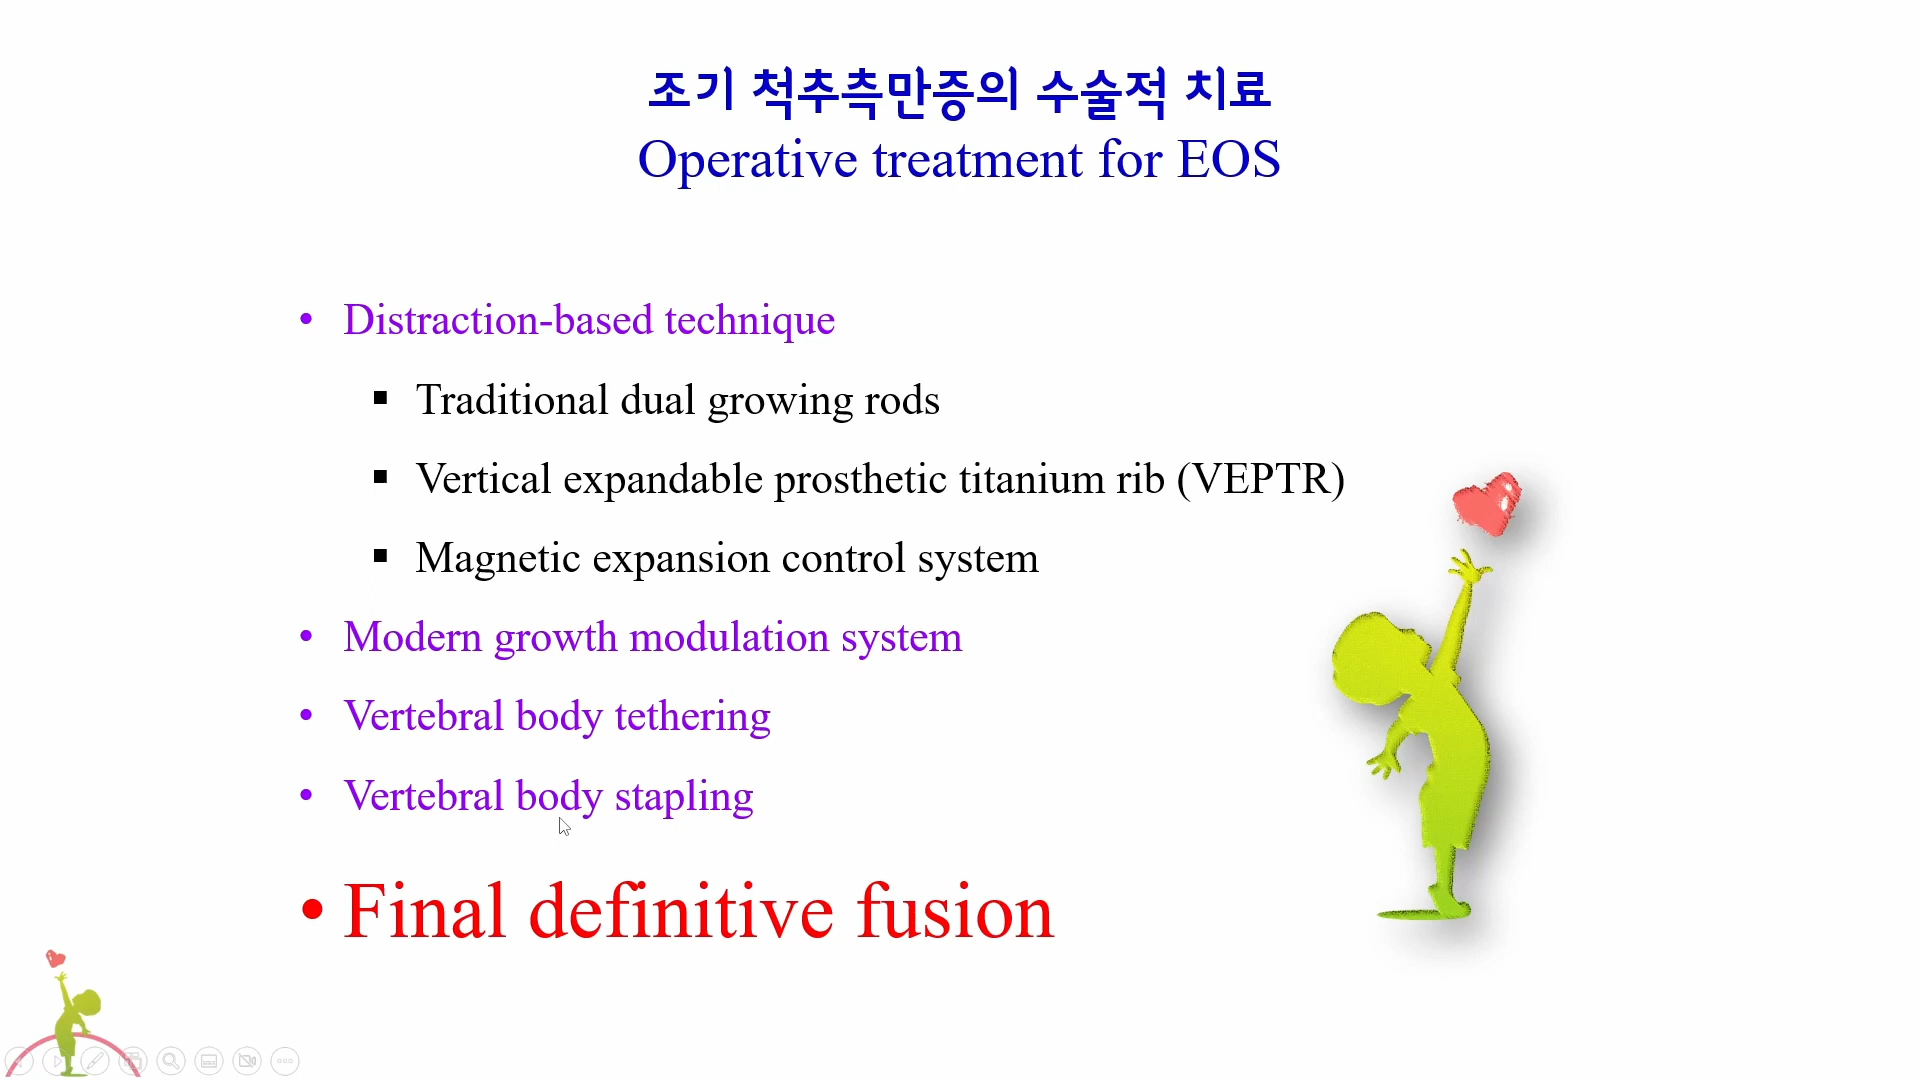 조기 척추측만증의 수술적 치료
Operative treatment for EOS
• Distraction-based technique
▪ Traditional dual growing rods
▪ Vertical expandable prosthetic titanium rib (VEPTR)
▪ Magnetic expansion control system
• Modern growth modulation system
• Vertebral body tethering
• Vertebral body stapling
• Final definitive fusion